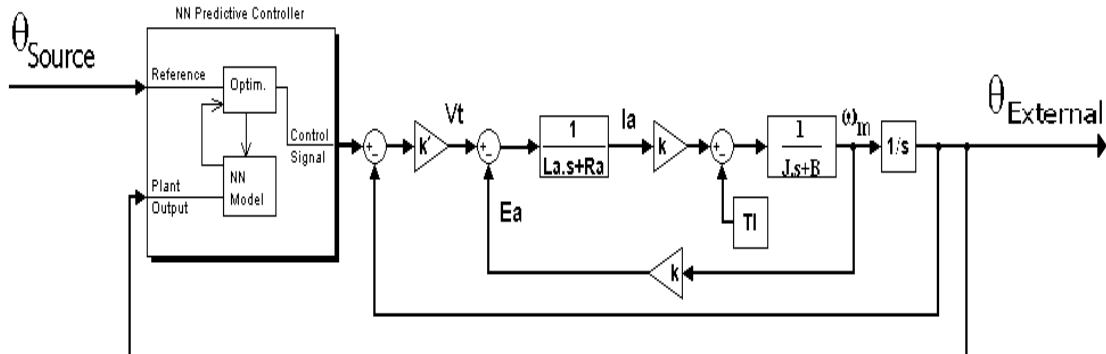 NN Predictive Controller
θSource
Reference
Optim.
Control
Signal
Plant
Output
NN
Model
+
-
k'
Vt
+
-
Ea
1
La.s+Ra
Ia
k
+
-
Tl
1
J.s+B
ωm
1/s
k
θExternal